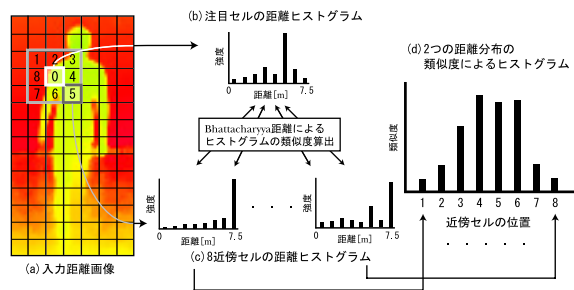 (b) 注目セルの距離ヒストグラム
(d) 2つの距離分布の
類似度によるヒストグラム
1 2 3
8 0 4
7 6 5
強度
0 7.5
距離[m]
Bhattacharyya距離による
ヒストグラムの類似度算出
類似度
強度
0 7.5
距離[m]
・ ・ ・
強度
0 7.5
距離[m]
1 2 3 4 5 6 7 8
近傍セルの位置
・ ・ ・ ・ ・
(a) 入力距離画像
(c) 8近傍セルの距離ヒストグラム